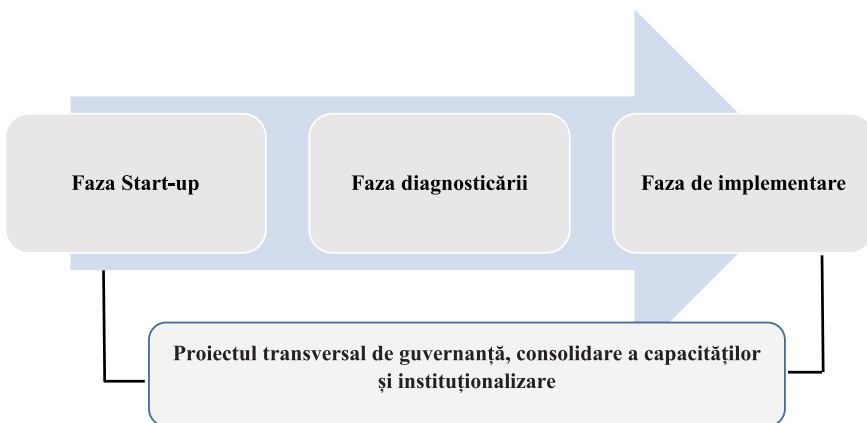 Faza Start-up
Faza diagnosticării
Faza de implementare
Proiectul transversal de guvernanță, consolidare a capacităților
și instituționalizare